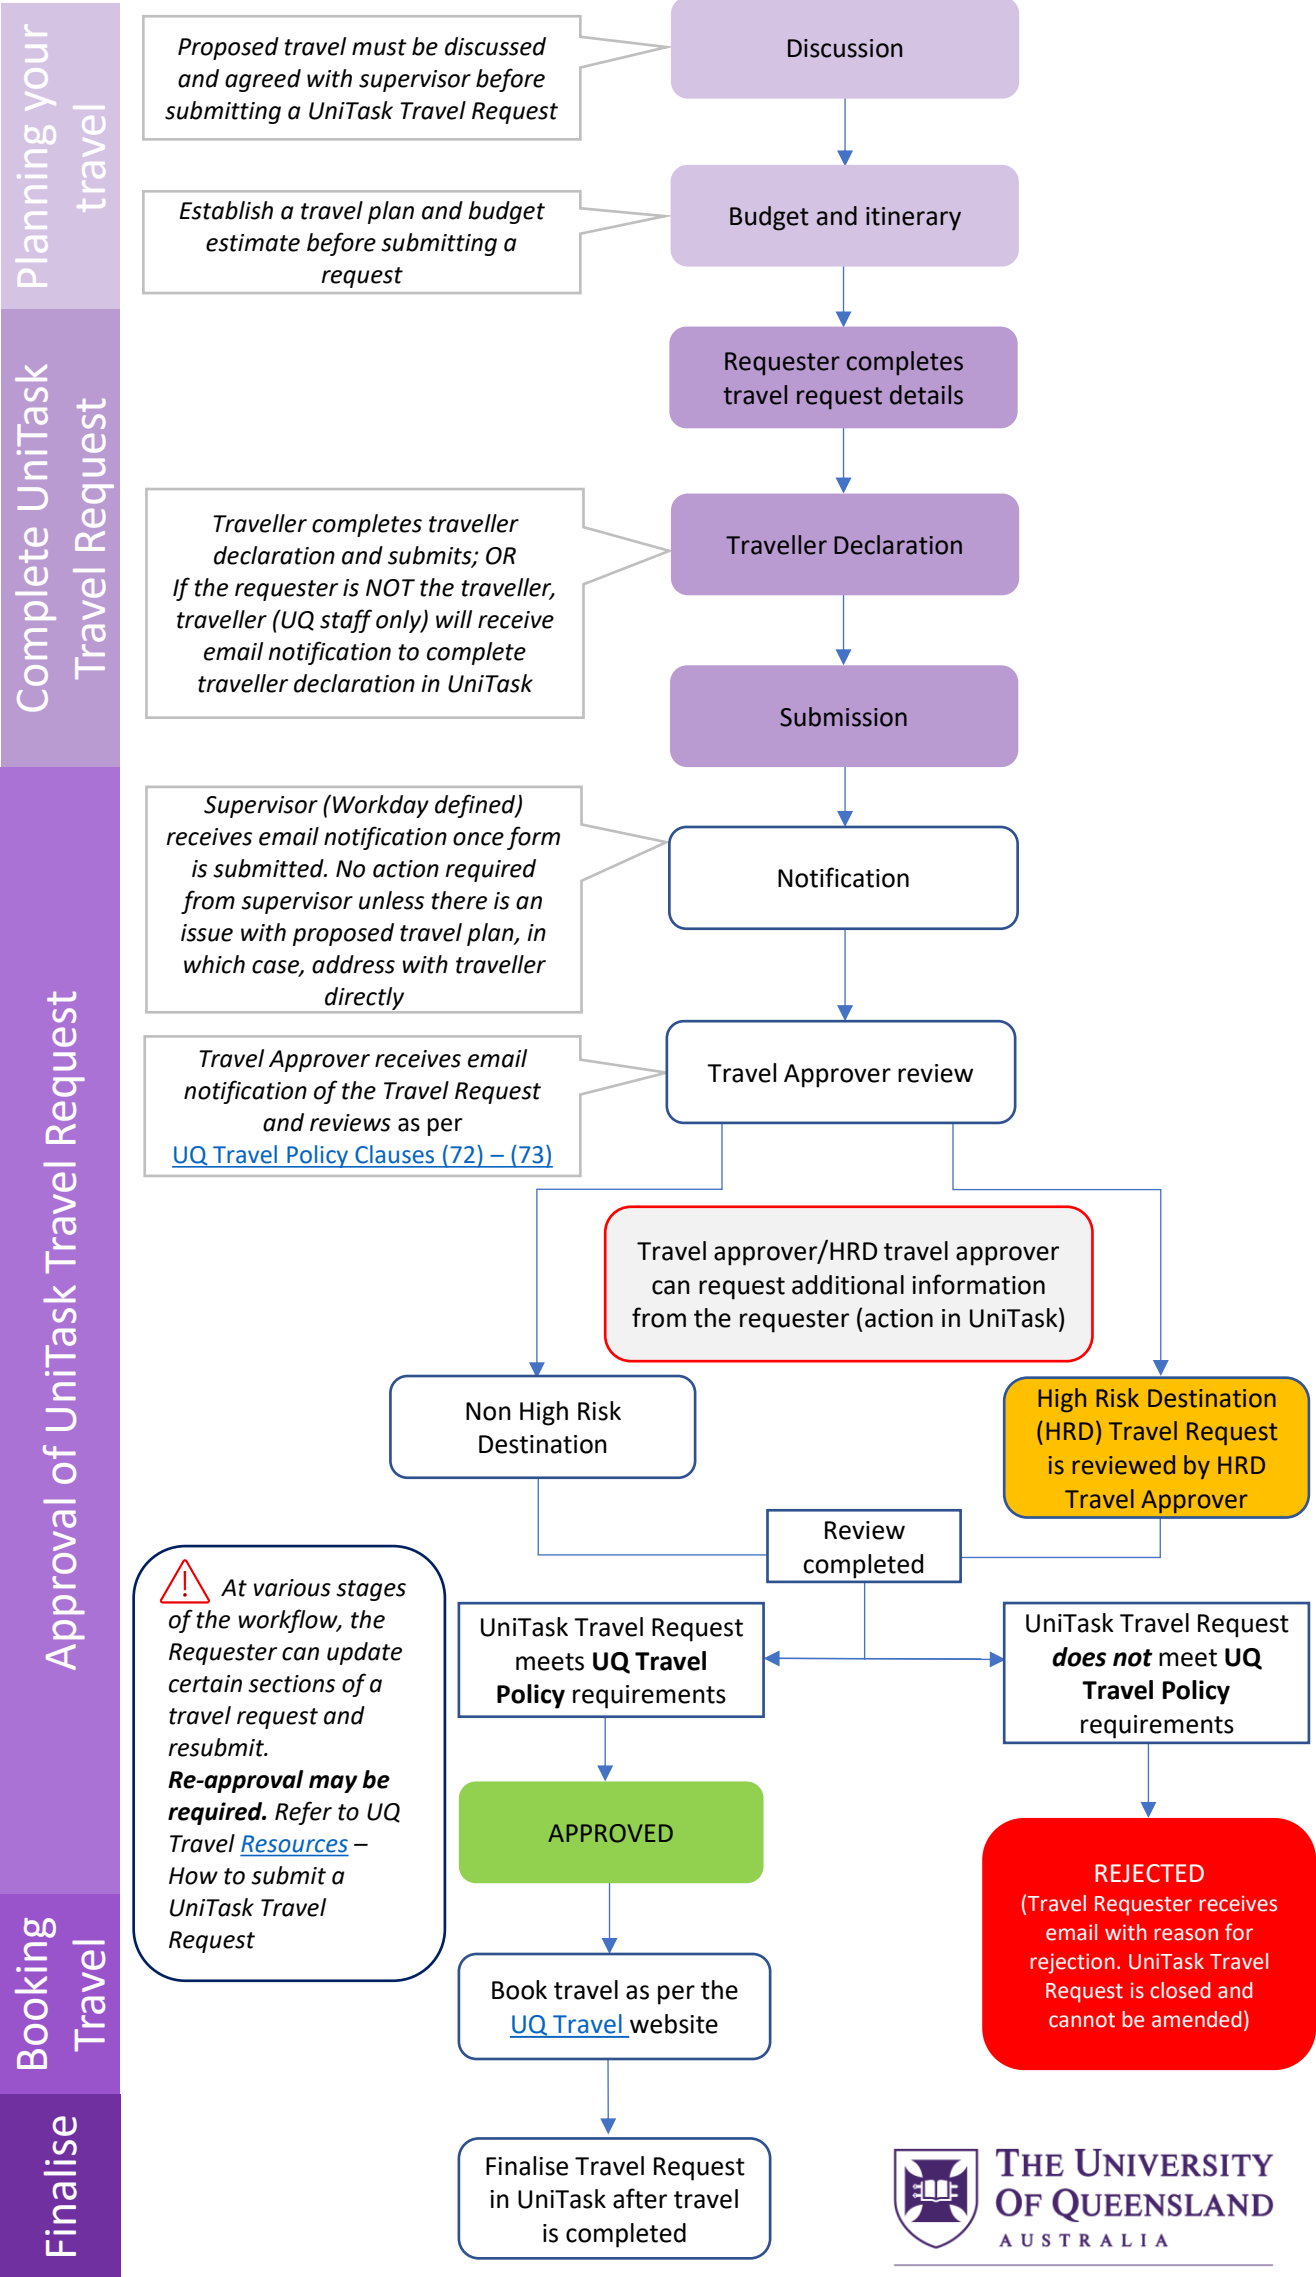 Planning your
travel
Proposed travel must be discussed
and agreed with supervisor before
submitting a UniTask Travel Request
Discussion
Establish a travel plan and budget
estimate before submitting a
request
Budget and itinerary
Complete UniTask
Travel Request
Requester completes
travel request details
Traveller completes traveller
declaration and submits; OR
If the requester is NOT the traveller,
traveller (UQ staff only) will receive
email notification to complete
traveller declaration in UniTask
Traveller Declaration
Submission
Approval of UniTask Travel Request
Supervisor (Workday defined)
receives email notification once form
is submitted. No action required
from supervisor unless there is an
issue with proposed travel plan, in
which case, address with traveller
directly
Notification
Travel Approver receives email
notification of the Travel Request
and reviews as per
UQ Travel Policy Clauses (72) – (73)
Travel Approver review
Travel approver/HRD travel approver
can request additional information
from the requester (action in UniTask)
Non High Risk
Destination
High Risk Destination
(HRD) Travel Request
is reviewed by HRD
Travel Approver
Review
completed
At various stages
of the workflow, the
Requester can update
certain sections of a
travel request and
resubmit.
Re-approval may be
required. Refer to UQ
Travel Resources –
How to submit a
UniTask Travel
Request
UniTask Travel Request
meets UQ Travel
Policy requirements
UniTask Travel Request
does not meet UQ
Travel Policy
requirements
APPROVED
REJECTED
(Travel Requester receives
email with reason for
rejection. UniTask Travel
Request is closed and
cannot be amended)
Booking
Travel
Book travel as per the
UQ Travel website
Finalise
Finalise Travel Request
in UniTask after travel
is completed
THE UNIVERSITY
OF QUEENSLAND
AUSTRALIA